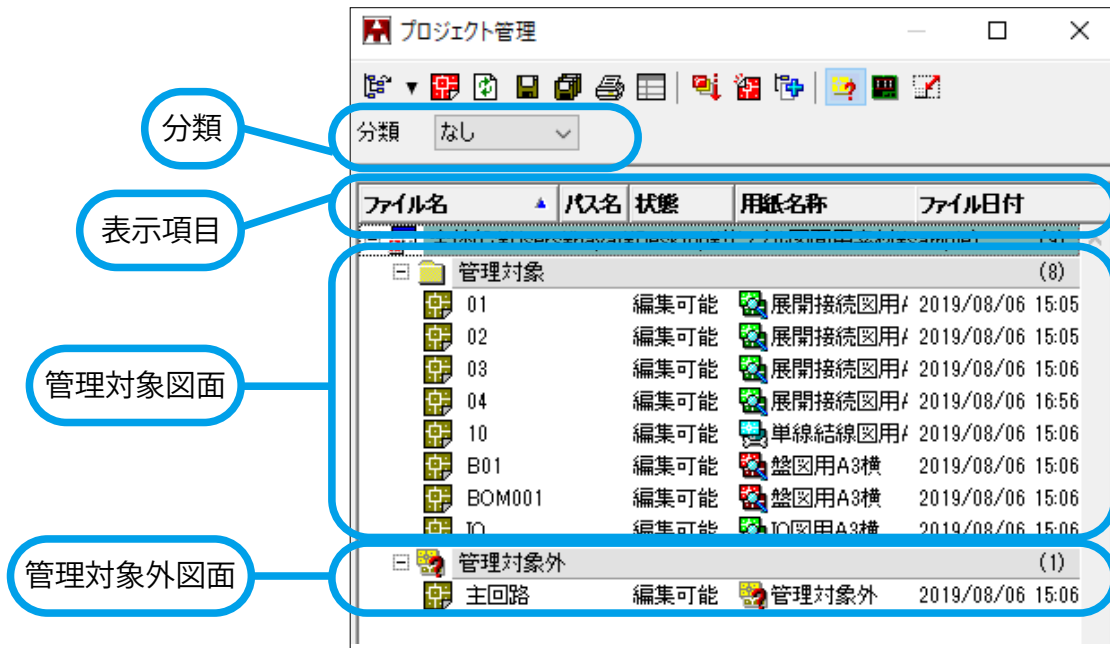 プロジェクト管理
分類 なし
分類
表示項目
ファイル名 パス名 状態 用紙名称 ファイル日付
管理対象 (8)
01 編集可能 展開接続図用A 2019/08/06 15:05
02 編集可能 展開接続図用A 2019/08/06 15:05
03 編集可能 展開接続図用A 2019/08/06 15:06
管理対象図面
04 編集可能 展開接続図用A 2019/08/06 16:56
10 編集可能 単線結線図用A 2019/08/06 15:06
B01 編集可能 盤図用A3横 2019/08/06 15:06
BOM001 編集可能 盤図用A3横 2019/08/06 15:06
IO 編集可能 IO図用A3横 2019/08/06 15:06
管理対象外 (1)
管理対象外図面
主回路 編集可能 管理対象外 2019/08/06 15:06